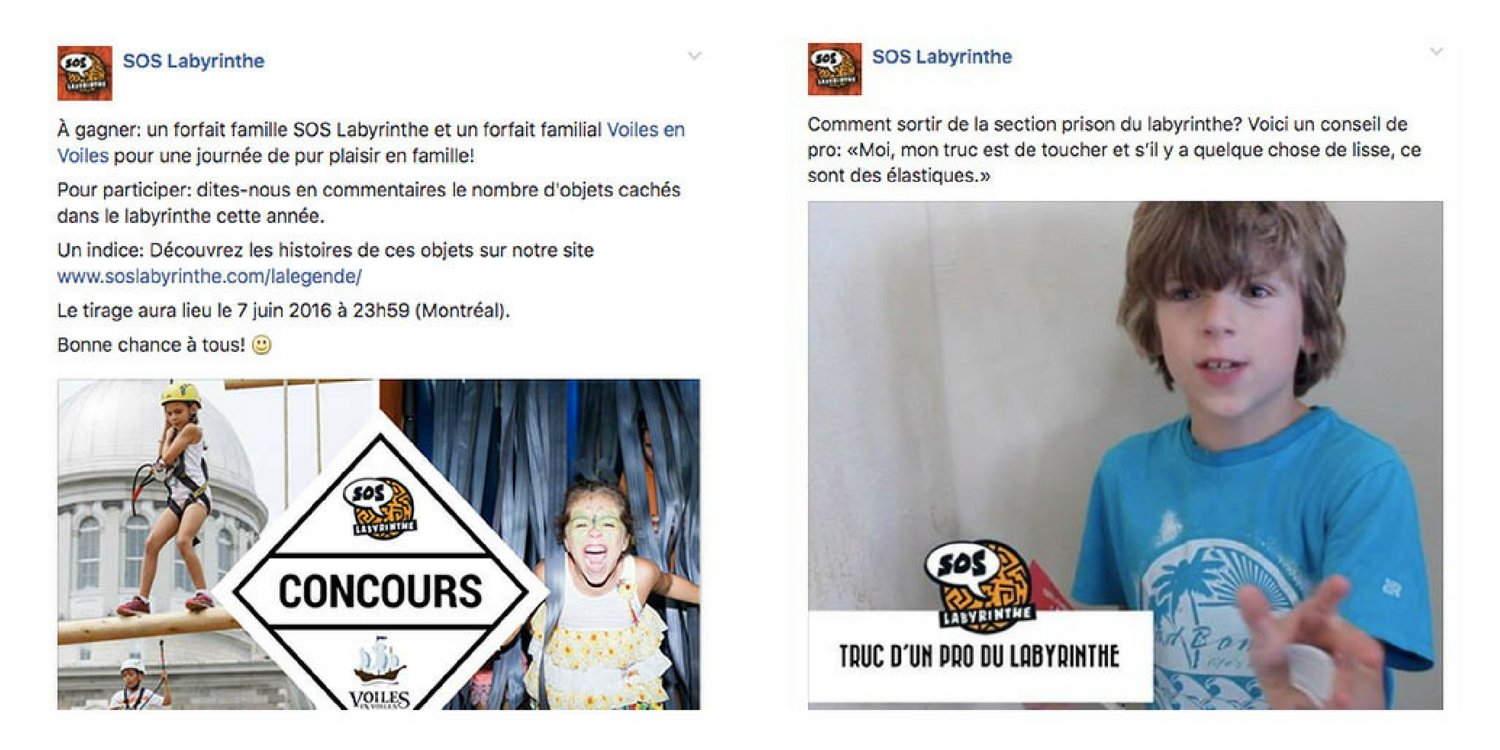 SOS Labyrinthe
À gagner: un forfait famille SOS Labyrinthe et un forfait familial Voiles en
Voiles pour une journée de pur plaisir en famille!
Pour participer: dites-nous en commentaires le nombre d'objets cachés
dans le labyrinthe cette année.
Un indice: Découvrez les histoires de ces objets sur notre site
www.soslabyrinthe.com/lalegende/
Le tirage aura lieu le 7 juin 2016 à 23h59 (Montréal).
Bonne chance à tous! 🙂
SOS
LABYRINTHE
CONCOURS
VOILES
EN VOILES
SOS Labyrinthe
Comment sortir de la section prison du labyrinthe? Voici un conseil de
pro: «Moi, mon truc est de toucher et s'il y a quelque chose de lisse, ce
sont des élastiques.»
SOS
LABYRINTHE
TRUC D'UN PRO DU LABYRINTHE